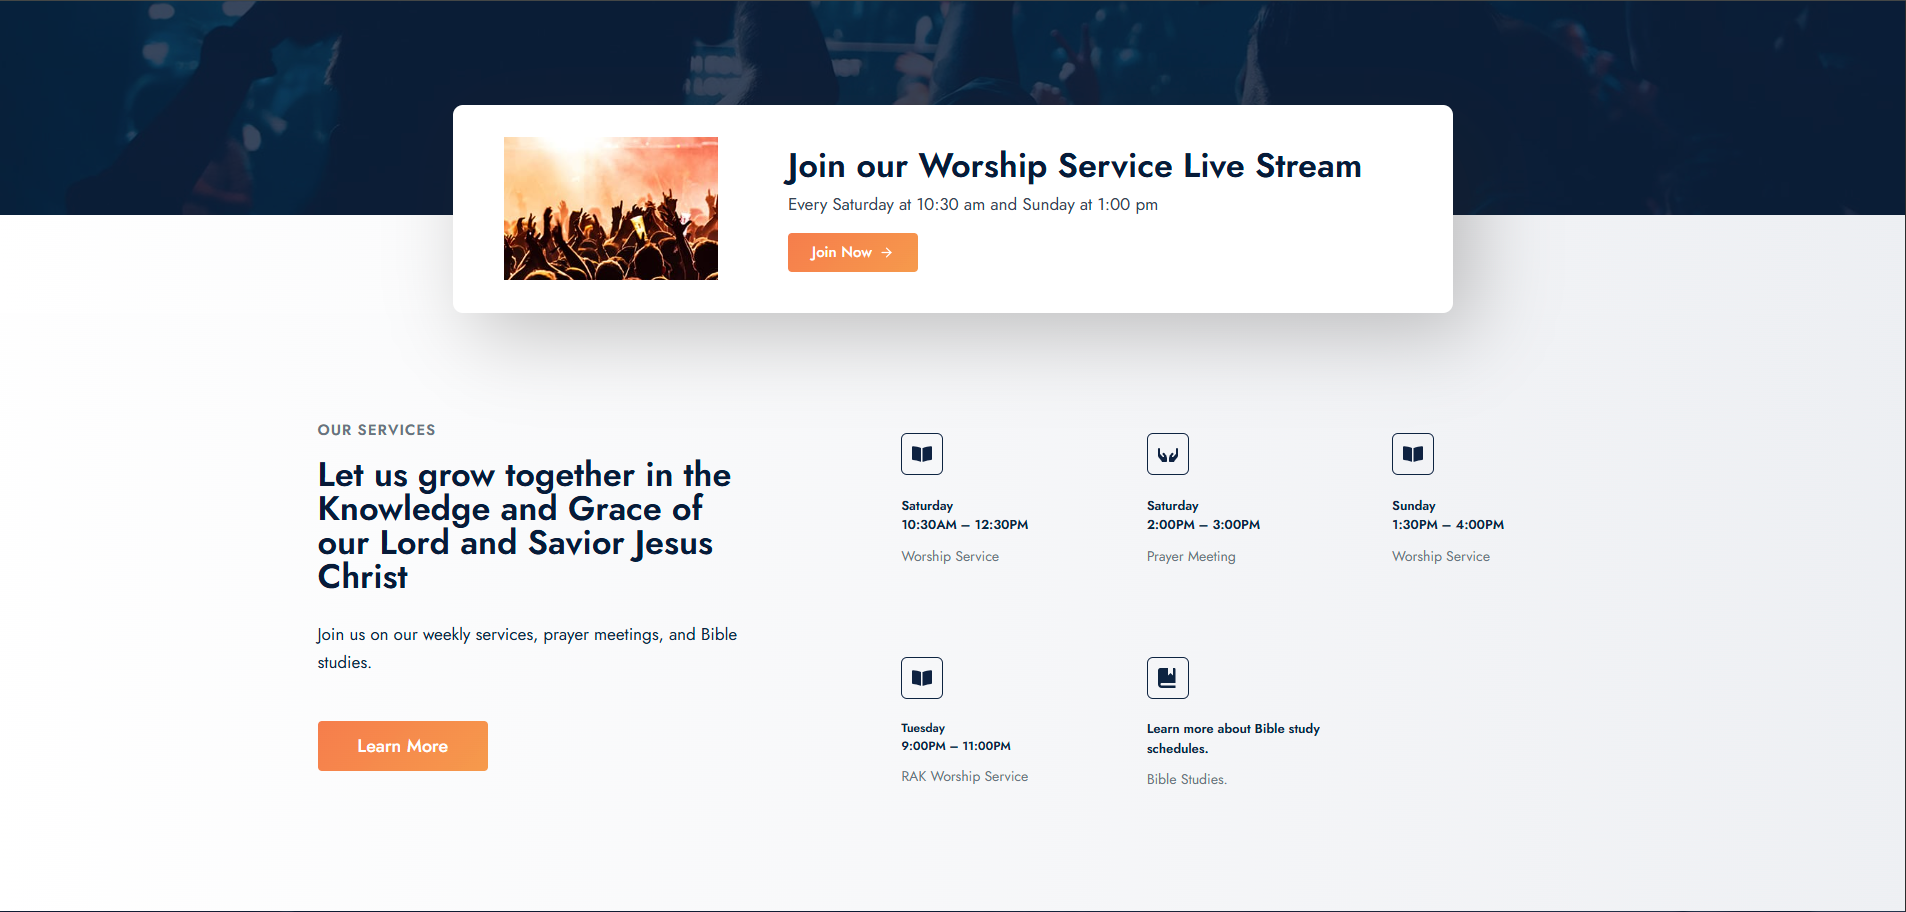 Join our Worship Service Live Stream
Every Saturday at 10:30 am and Sunday at 1:00 pm
Join Now →
OUR SERVICES
Let us grow together in the
Knowledge and Grace of
our Lord and Savior Jesus
Christ
Join us on our weekly services, prayer meetings, and Bible
studies.
Learn More
Saturday
10:30AM – 12:30PM
Worship Service
Saturday
2:00PM – 3:00PM
Prayer Meeting
Sunday
1:30PM – 4:00PM
Worship Service
Tuesday
9:00PM – 11:00PM
RAK Worship Service
Learn more about Bible study
schedules.
Bible Studies.